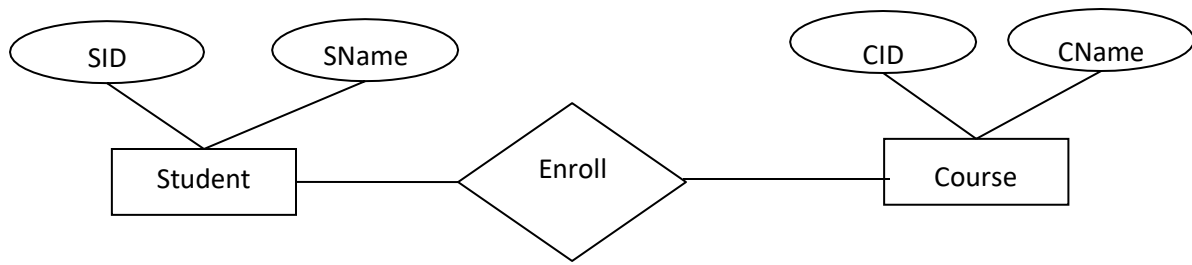 SID
SName
CID
CName
Student
Enroll
Course